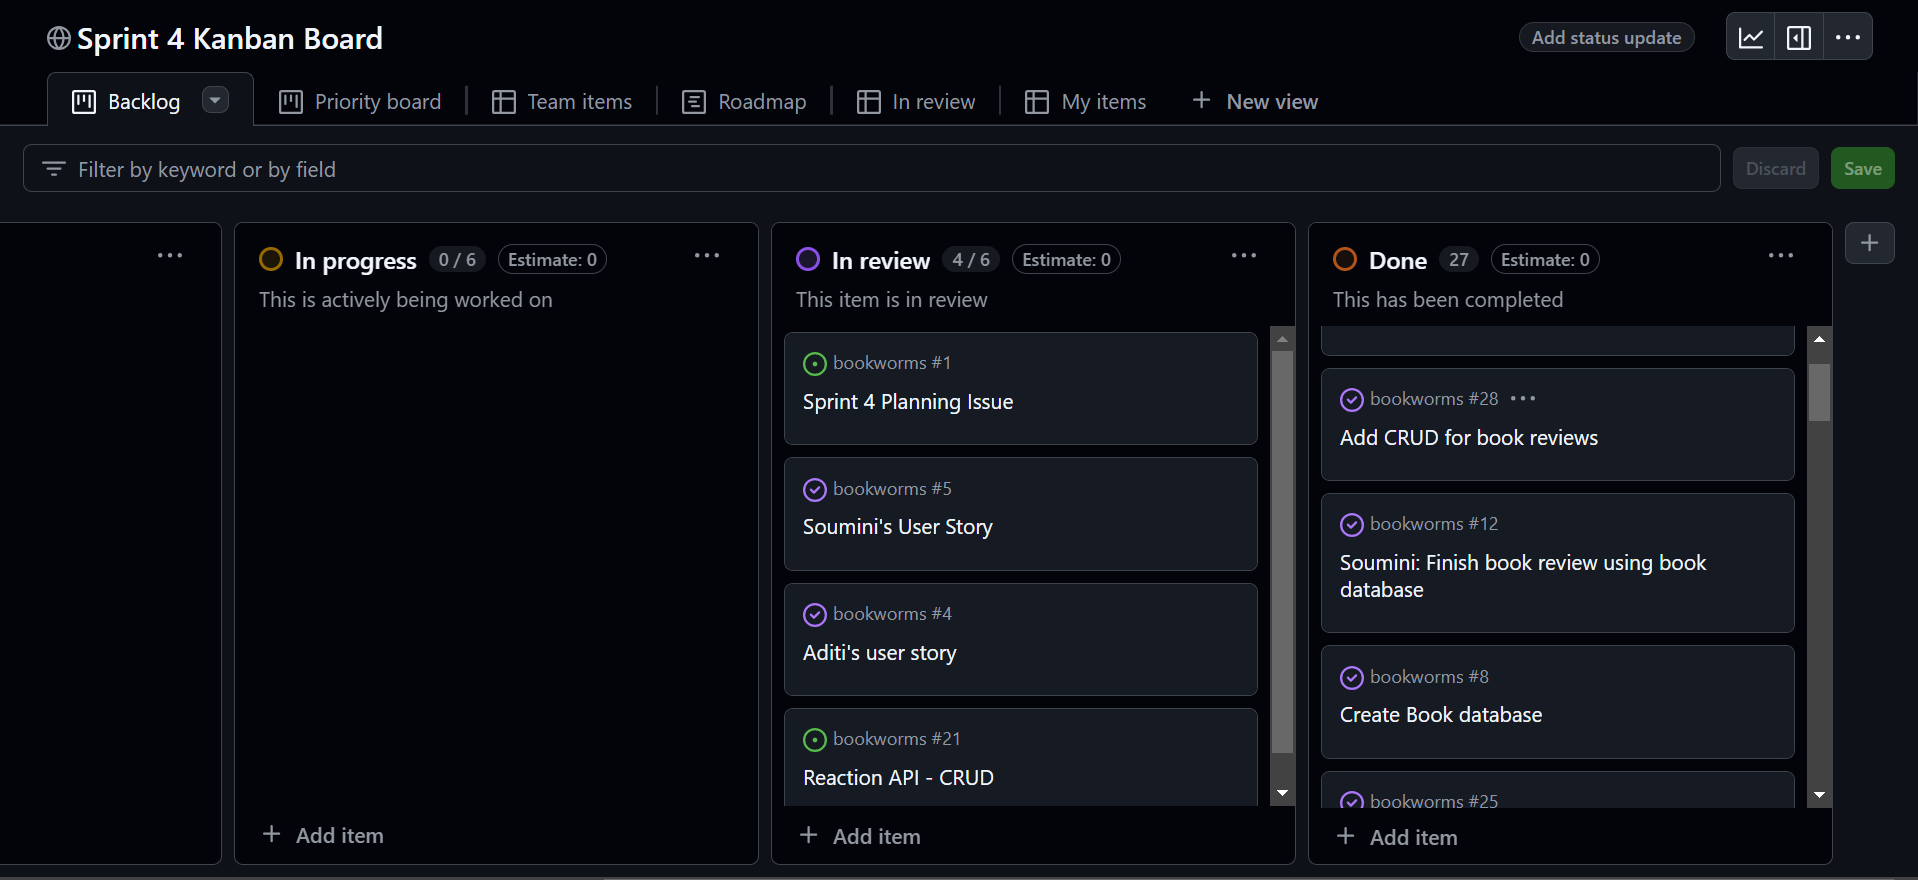 Sprint 4 Kanban Board
Add status update
Backlog
Priority board
Team items
Roadmap
In review
My items
New view
Filter by keyword or by field
Discard
Save
In progress
0 / 6
Estimate: 0
This is actively being worked on
Add item
In review
4 / 6
Estimate: 0
This item is in review
bookworms #1
Sprint 4 Planning Issue
bookworms #5
Soumini's User Story
bookworms #4
Aditi's user story
bookworms #21
Reaction API - CRUD
Add item
Done
27
Estimate: 0
This has been completed
bookworms #28
Add CRUD for book reviews
bookworms #12
Soumini: Finish book review using book
database
bookworms #8
Create Book database
bookworms #25
Add item